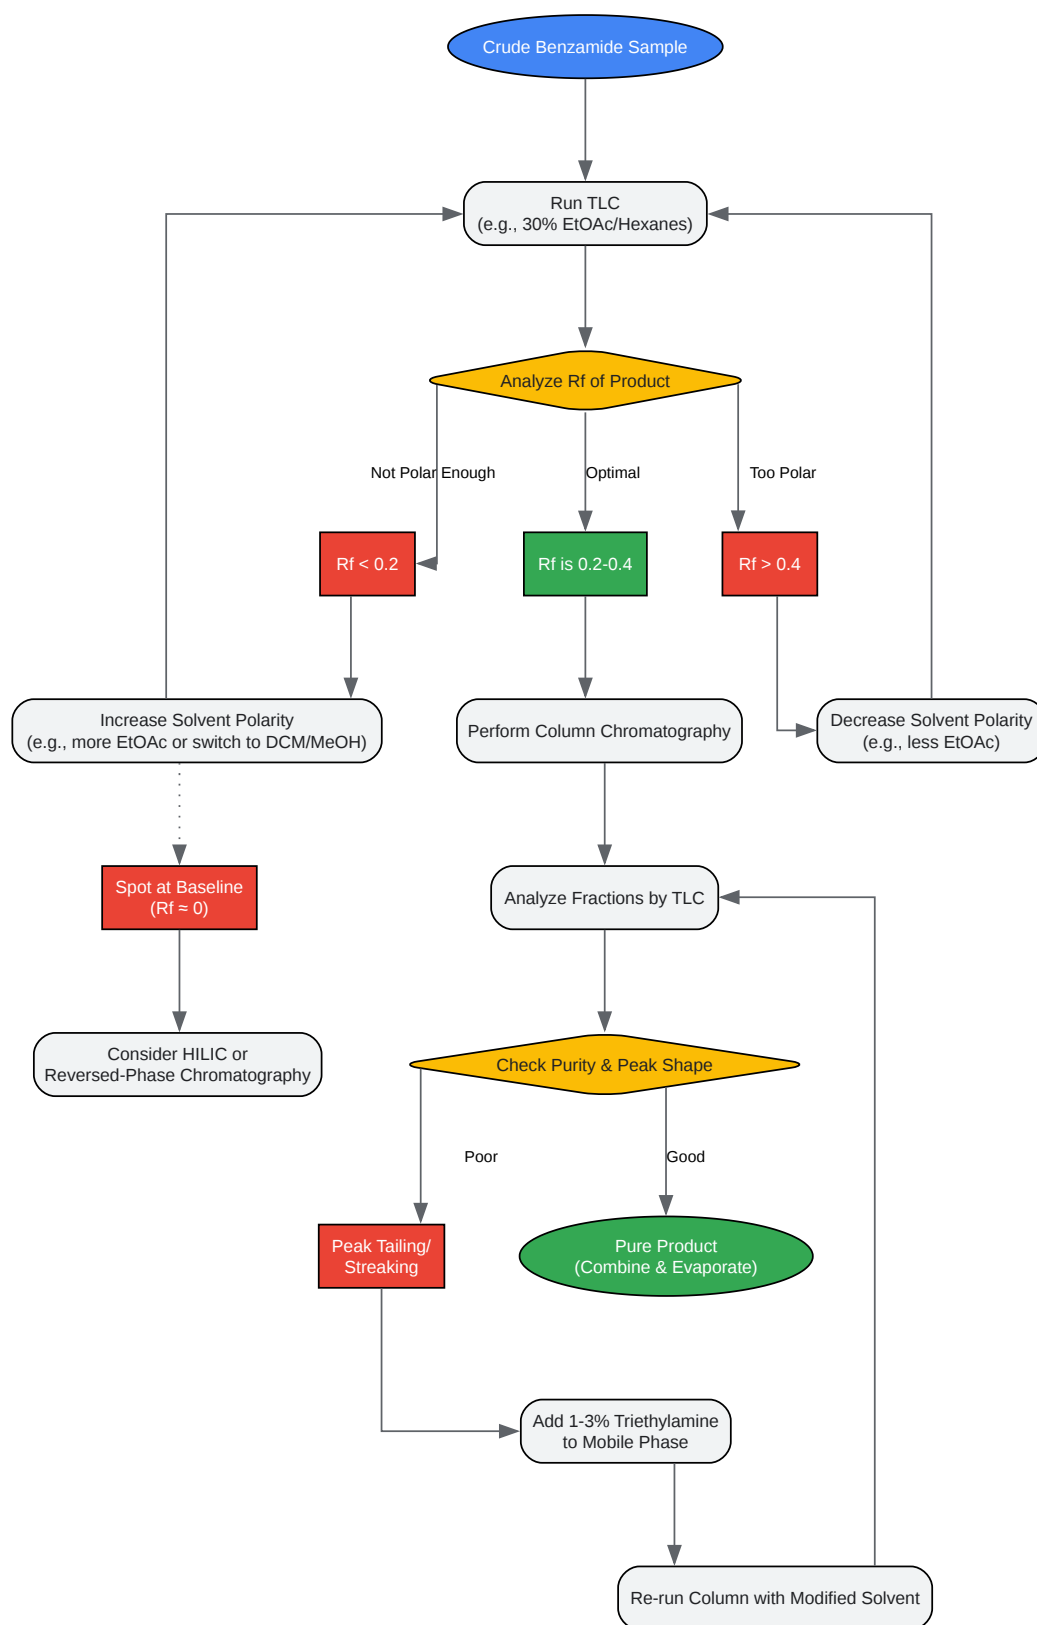 Crude Benzamide Sample
Run TLC
(e.g., 30% EtOAc/Hexanes)
Analyze Rf of Product
Not Polar Enough
Optimal
Too Polar
Rf < 0.2
Rf is 0.2-0.4
Rf > 0.4
Increase Solvent Polarity
(e.g., more EtOAc or switch to DCM/MeOH)
Perform Column Chromatography
Decrease Solvent Polarity
(e.g., less EtOAc)
Spot at Baseline
(Rf ≈ 0)
Analyze Fractions by TLC
Consider HILIC or
Reversed-Phase Chromatography
Check Purity & Peak Shape
Poor
Good
Peak Tailing/
Streaking
Pure Product
(Combine & Evaporate)
Add 1-3% Triethylamine
to Mobile Phase
Re-run Column with Modified Solvent